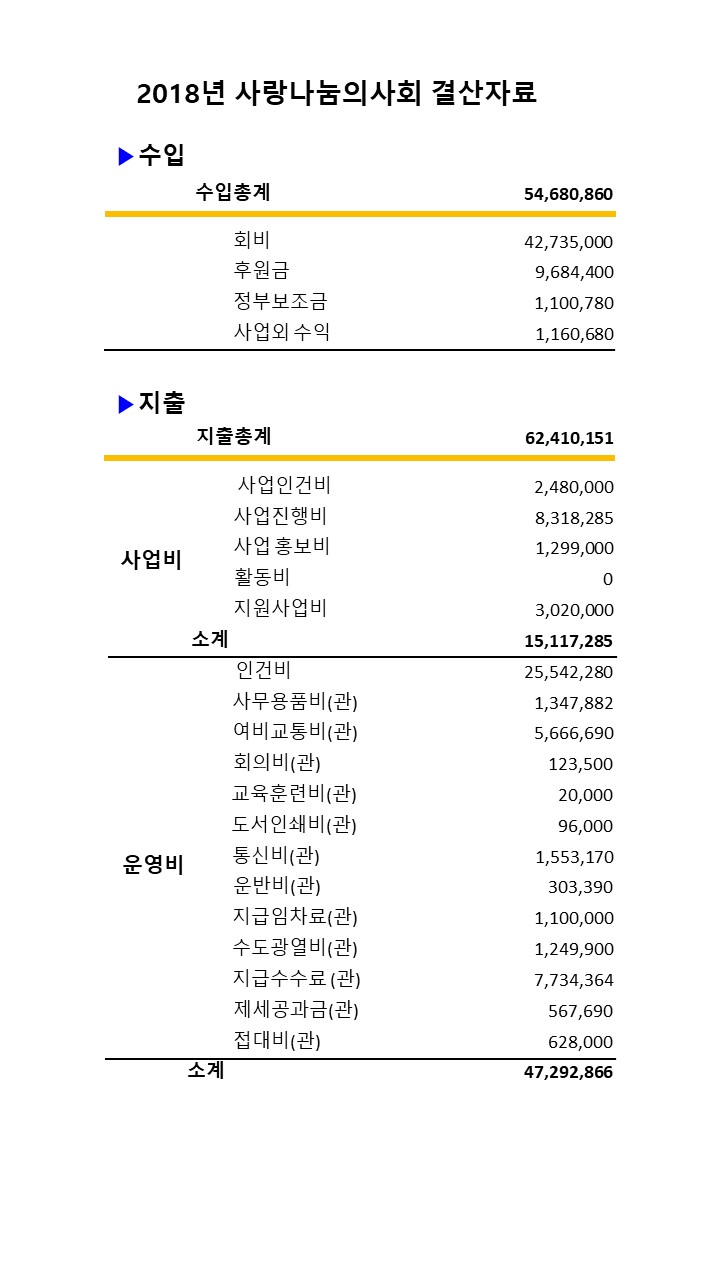 2018년 사랑나눔의사회 결산자료
▶수입
수입총계 54,680,860
회비 42,735,000
후원금 9,684,400
정부보조금 1,100,780
사업외 수익 1,160,680
▶지출
지출총계 62,410,151
사업인건비 2,480,000
사업진행비 8,318,285
사업 홍보비 1,299,000
사업비
활동비 0
지원사업비 3,020,000
소계 15,117,285
인건비 25,542,280
사무용품비(관) 1,347,882
여비교통비(관) 5,666,690
회의비(관) 123,500
교육훈련비(관) 20,000
도서인쇄비(관) 96,000
통신비(관) 1,553,170
운영비
운반비(관) 303,390
지급임차료(관) 1,100,000
수도광열비(관) 1,249,900
지급수수료 (관) 7,734,364
제세공과금(관) 567,690
접대비(관) 628,000
소계 47,292,866